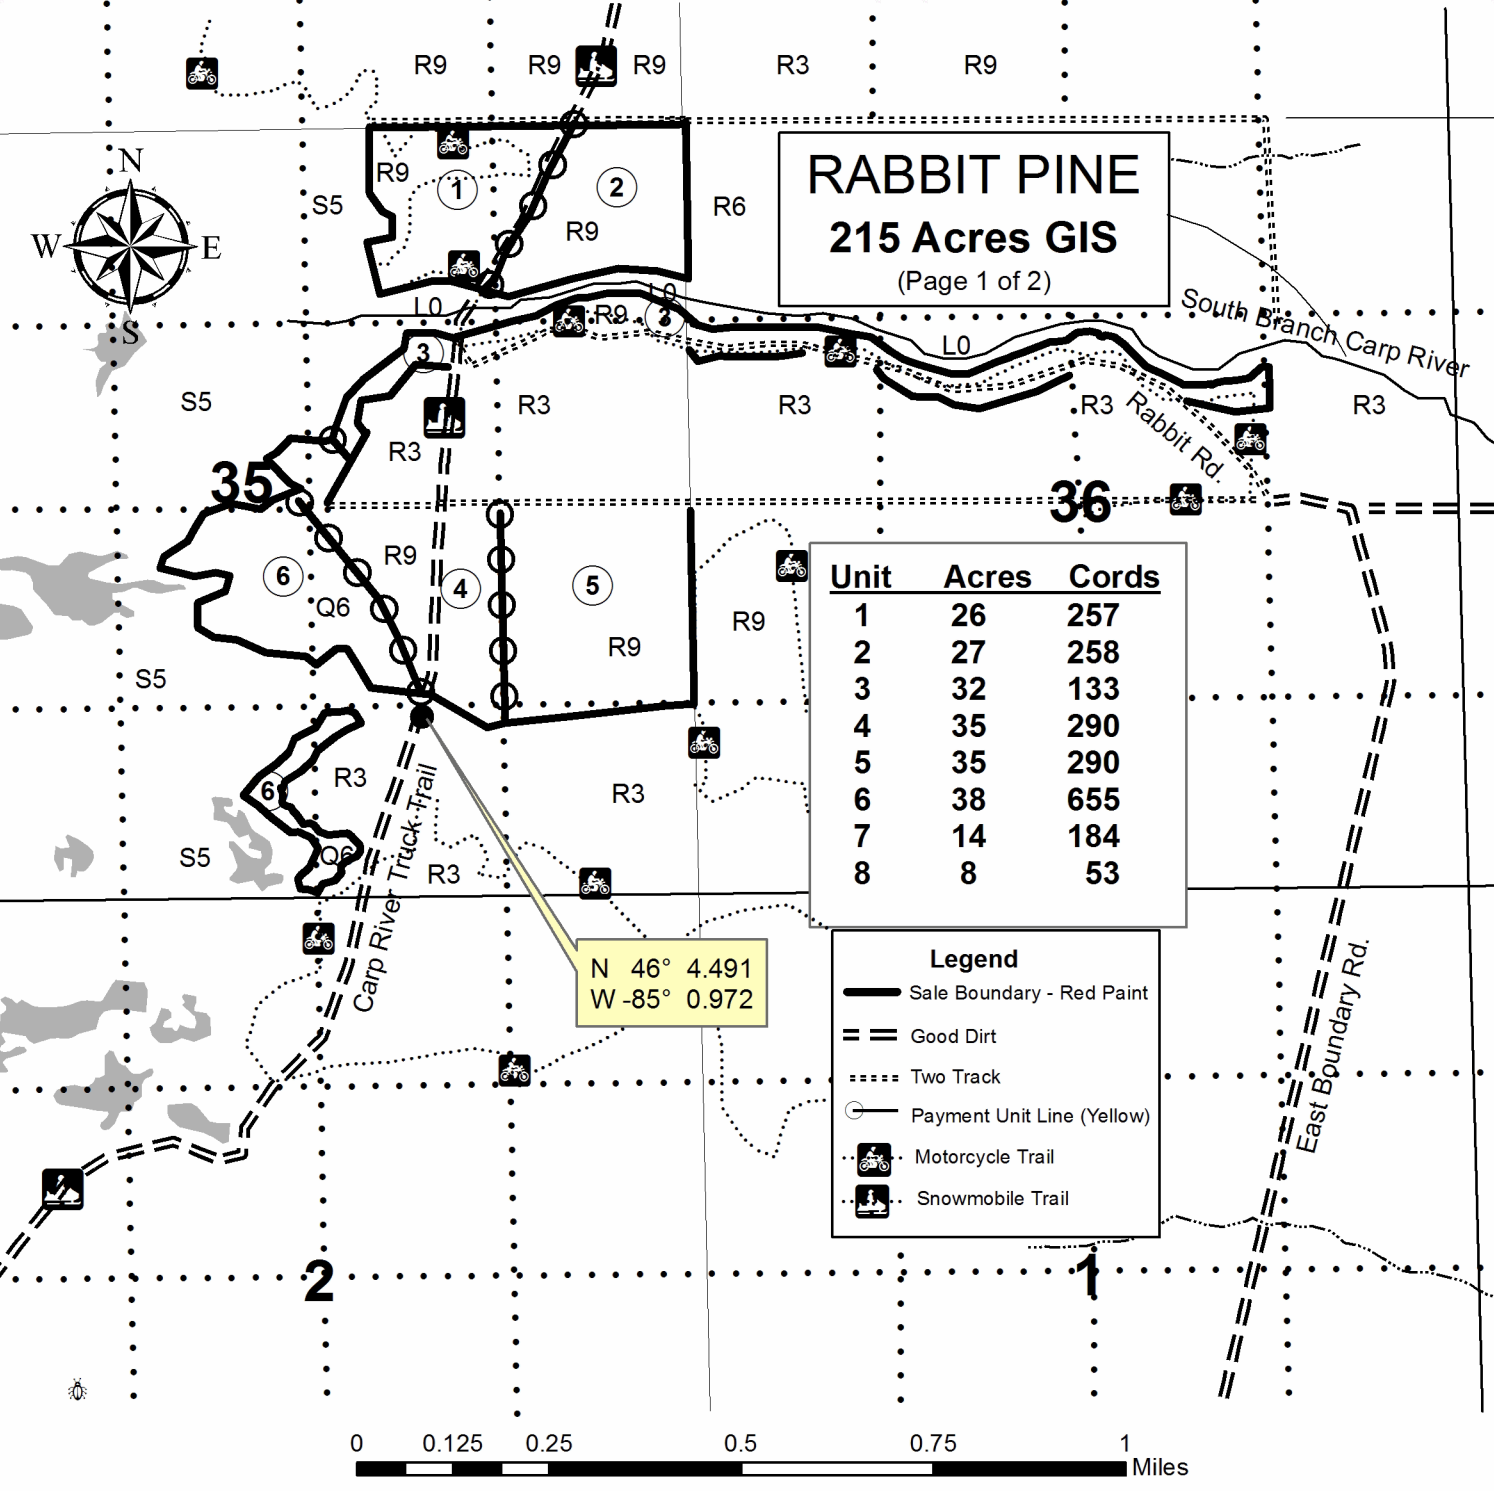 R9 R9 R9 R3 R9
N
W E
S
RABBIT PINE
215 Acres GIS
(Page 1 of 2)
R9
1
2
S5
R9
R6
L0
L0
R9
3
3
L0
South Branch Carp River
S5
R3
R3
R3
R3
R3
Rabbit Rd.
35
36
R9
6
4
5
Q6
R9
R9
S5
Unit Acres Cords
1 26 257
2 27 258
3 32 133
4 35 290
5 35 290
6 38 655
7 14 184
8 8 53
6
R3
R3
S5
Q6
R3
Carp River Truck Trail
N 46° 4.491
W -85° 0.972
Legend
Sale Boundary - Red Paint
Good Dirt
Two Track
Payment Unit Line (Yellow)
Motorcycle Trail
Snowmobile Trail
East Boundary Rd.
2
1
0 0.125 0.25 0.5 0.75 1
Miles